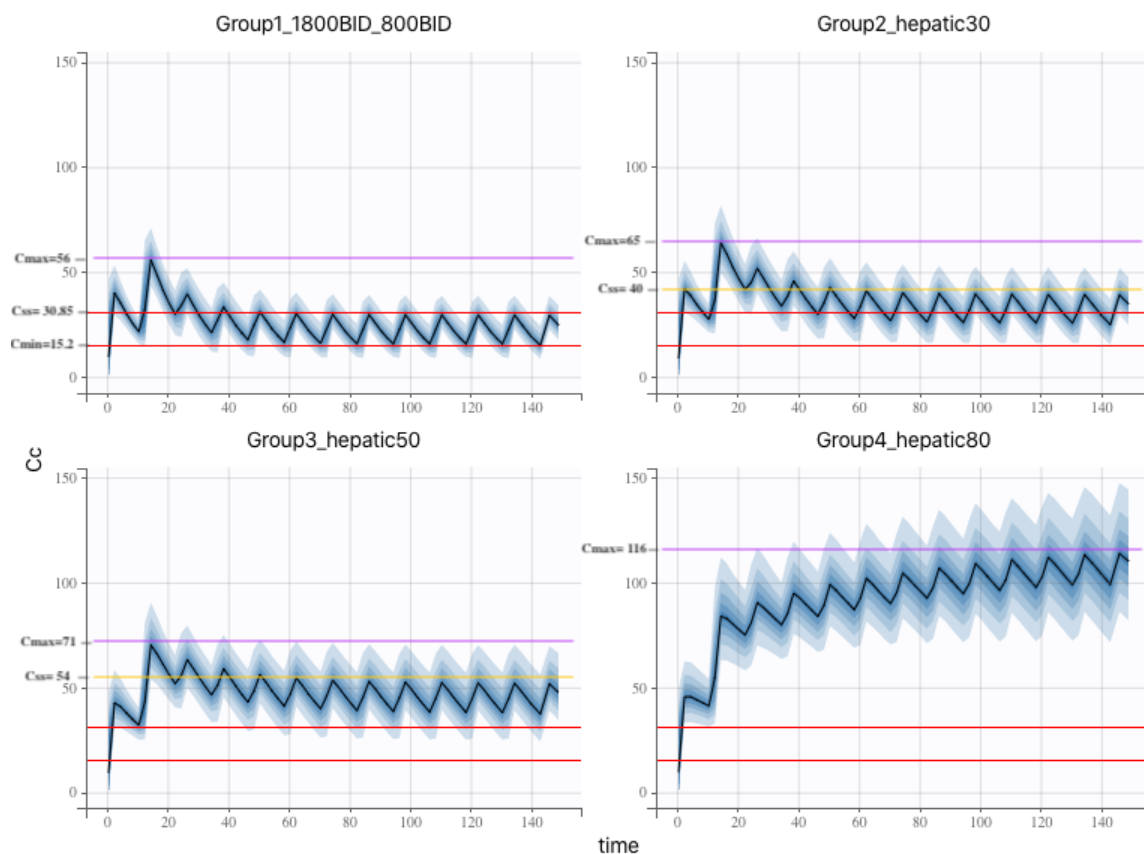 Group1_1800BID_800BID
150
100
Cmax=56
50
Css= 30.85
Cmin=15.2
0
0 20 40 60 80 100 120 140
Group2_hepatic30
150
100
Cmax=65
50
Css= 40
0
0 20 40 60 80 100 120 140
Cc
Group3_hepatic50
150
100
Cmax=71
Css= 54
50
0
0 20 40 60 80 100 120 140
Group4_hepatic80
150
Cmax= 116
100
50
0
0 20 40 60 80 100 120 140
time